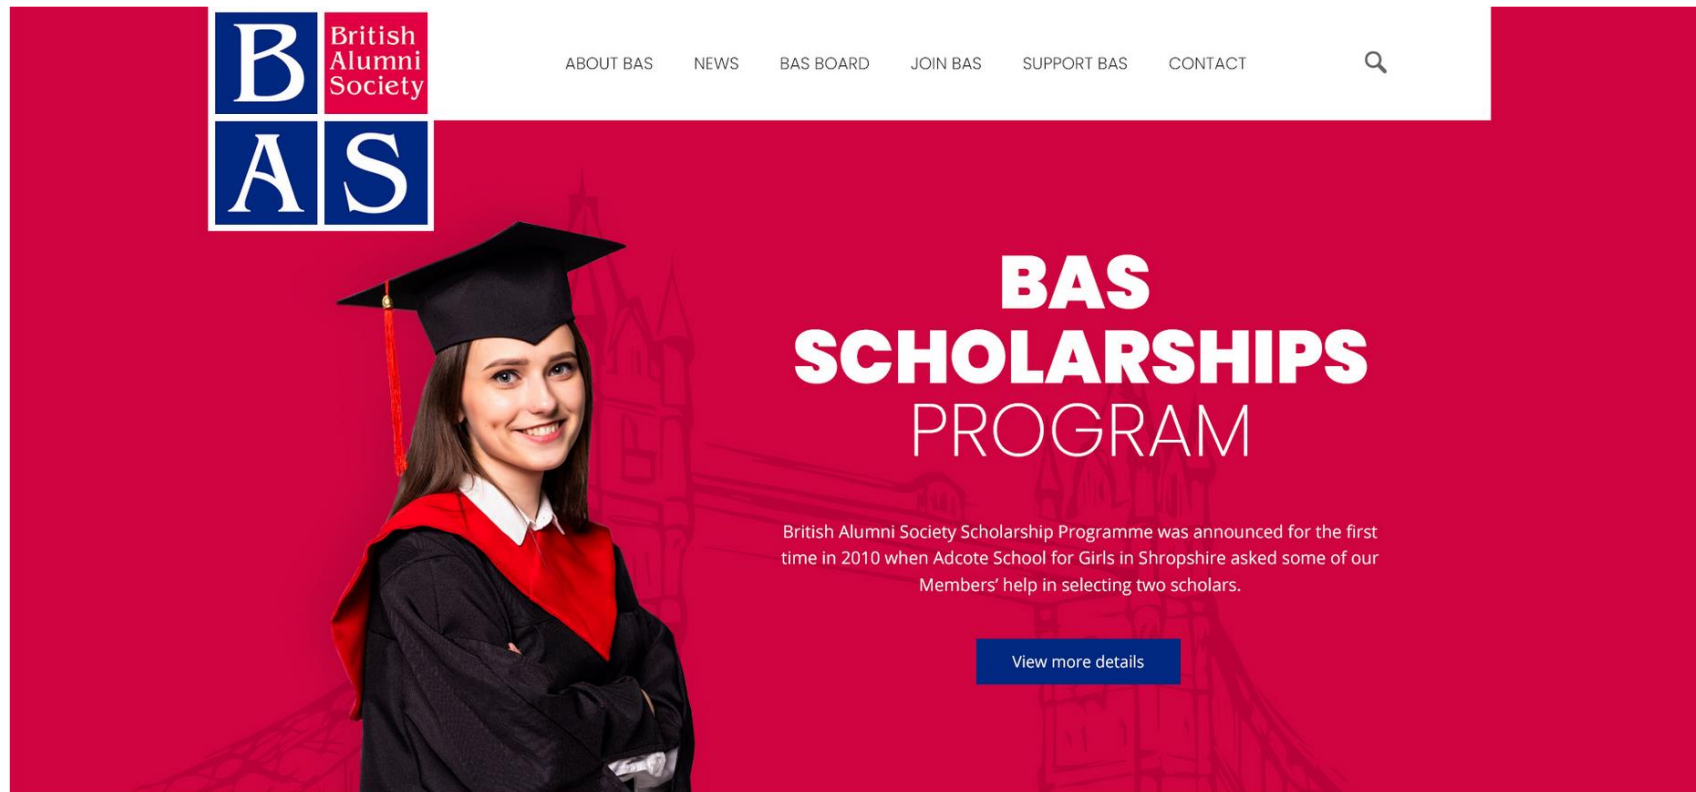 B
British
Alumni
Society
A S
ABOUT BAS NEWS BAS BOARD JOIN BAS SUPPORT BAS CONTACT
BAS
SCHOLARSHIPS
PROGRAM
British Alumni Society Scholarship Programme was announced for the first
time in 2010 when Adcote School for Girls in Shropshire asked some of our
Members’ help in selecting two scholars.
View more details